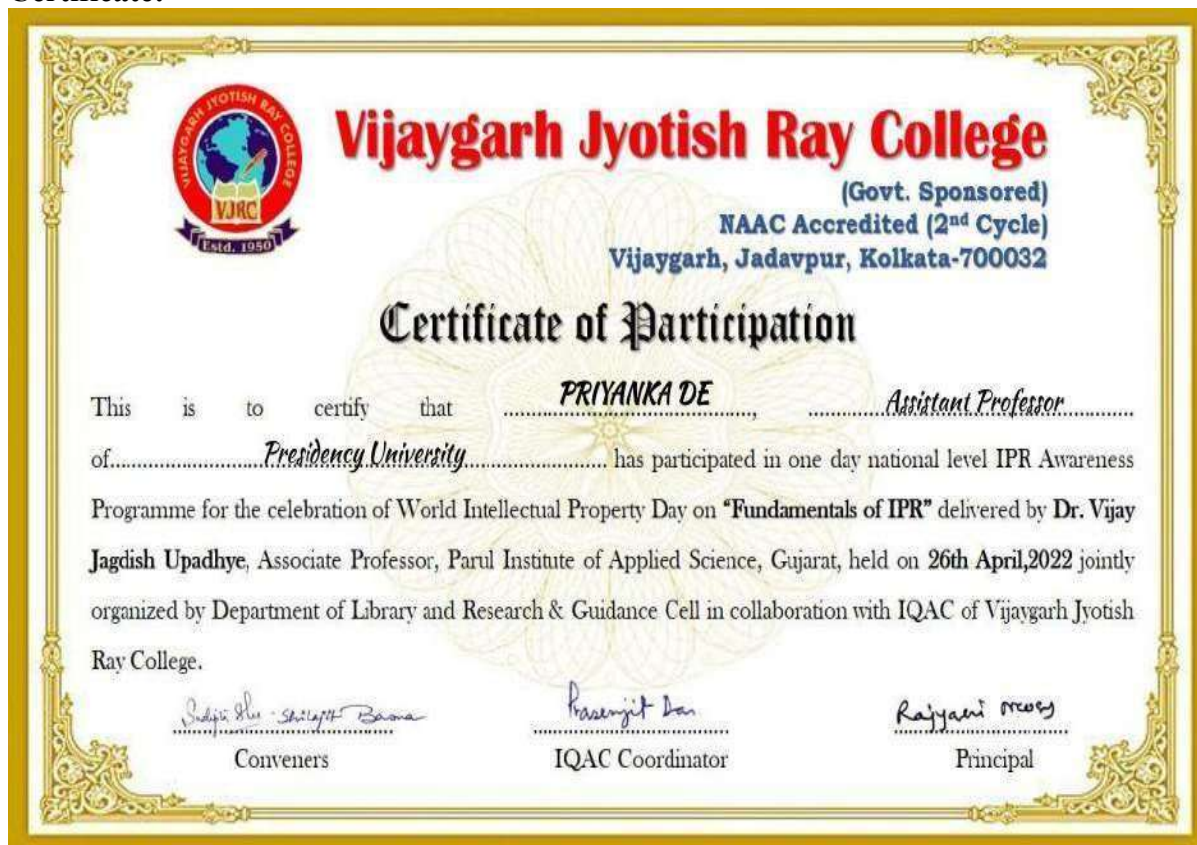 Certificate:
VIJAYGARH JYOTISH RAY COLLEGE
VJRC
Estd. 1950
Vijaygarh Jyotish Ray College
(Govt. Sponsored)
NAAC Accredited (2nd Cycle)
Vijaygarh, Jadavpur, Kolkata-700032
Certificate of Participation
This is to certify that ....................PRIYANKA DE...................., ....................Assistant Professor....................
of....................Presidency University.................... has participated in one day national level IPR Awareness
Programme for the celebration of World Intellectual Property Day on "Fundamentals of IPR" delivered by Dr. Vijay
Jagdish Upadhye, Associate Professor, Parul Institute of Applied Science, Gujarat, held on 26th April,2022 jointly
organized by Department of Library and Research & Guidance Cell in collaboration with IQAC of Vijaygarh Jyotish
Ray College.
Prasenjit Das Rajyasri
Conveners IQAC Coordinator Principal